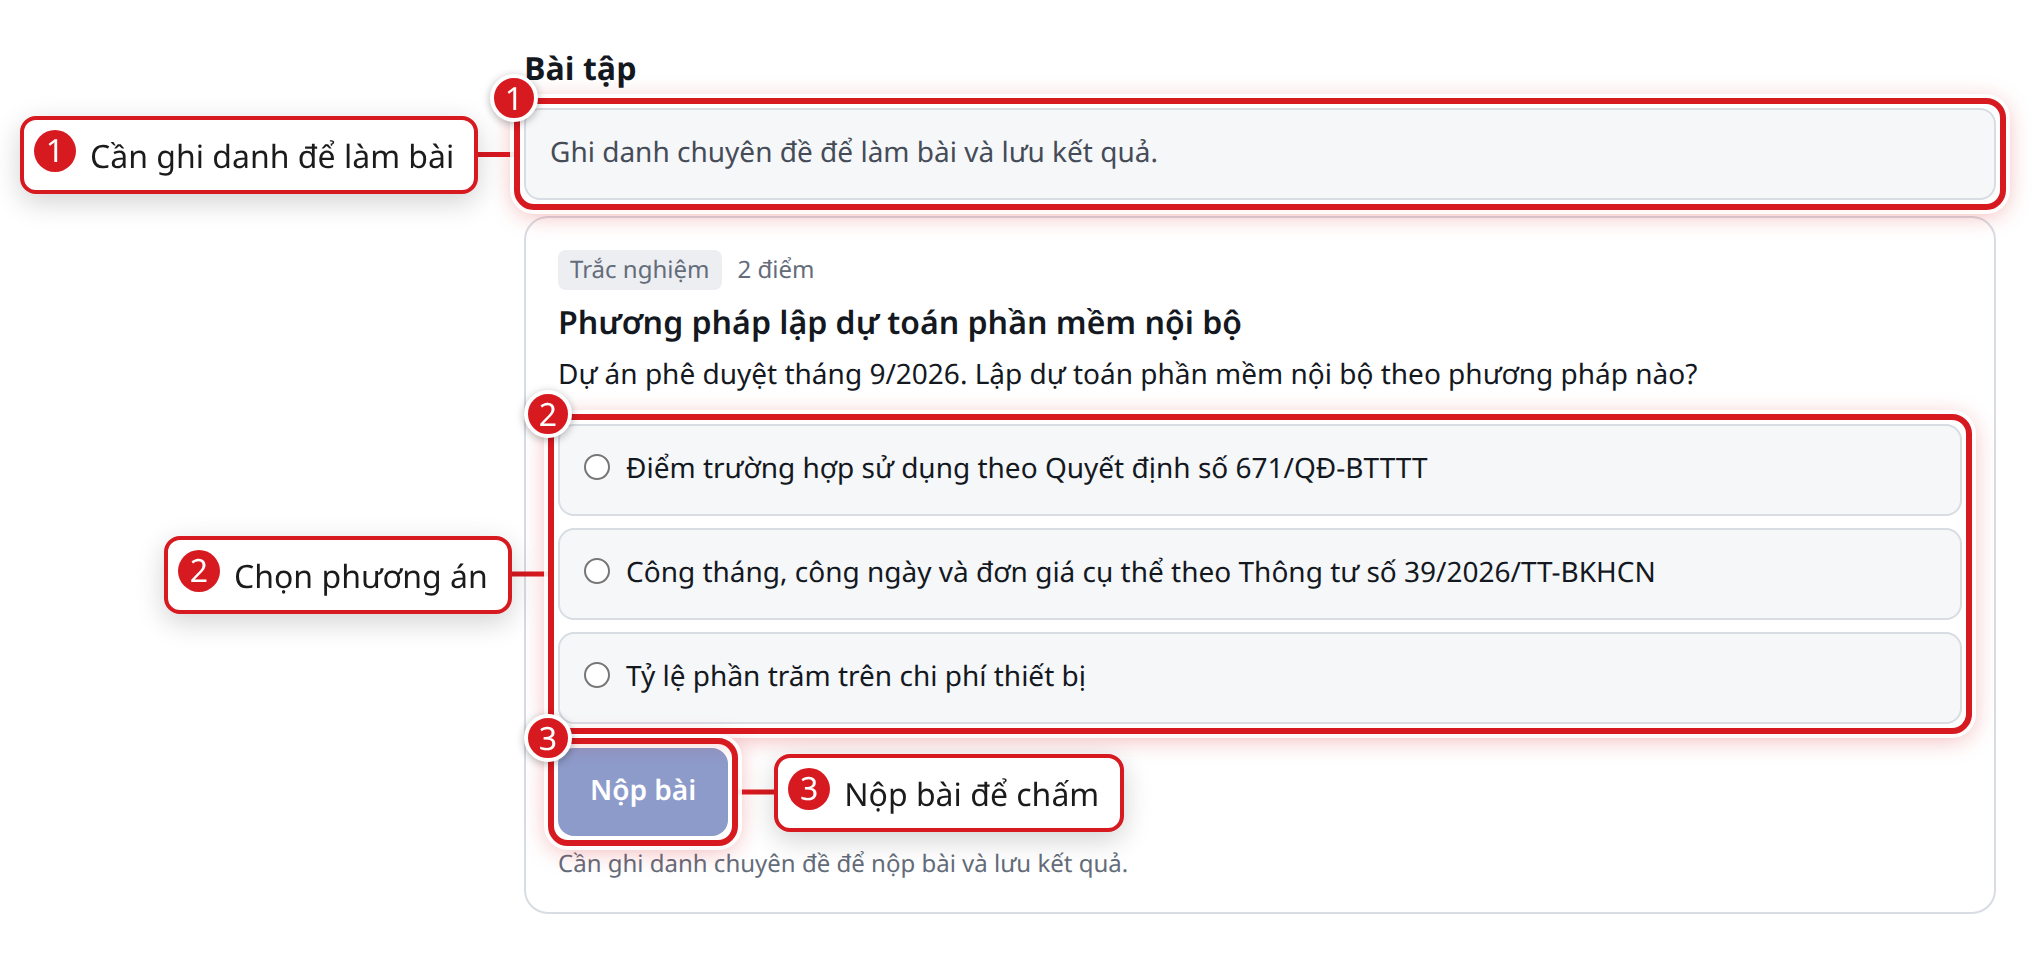 Bài tập
1
1 Cần ghi danh để làm bài
Ghi danh chuyên đề để làm bài và lưu kết quả.
Trắc nghiệm 2 điểm
Phương pháp lập dự toán phần mềm nội bộ
Dự án phê duyệt tháng 9/2026. Lập dự toán phần mềm nội bộ theo phương pháp nào?
2
Điểm trường hợp sử dụng theo Quyết định số 671/QĐ-BTTTT
2 Chọn phương án
Công tháng, công ngày và đơn giá cụ thể theo Thông tư số 39/2026/TT-BKHCN
Tỷ lệ phần trăm trên chi phí thiết bị
3
Nộp bài
3 Nộp bài để chấm
Cần ghi danh chuyên đề để nộp bài và lưu kết quả.